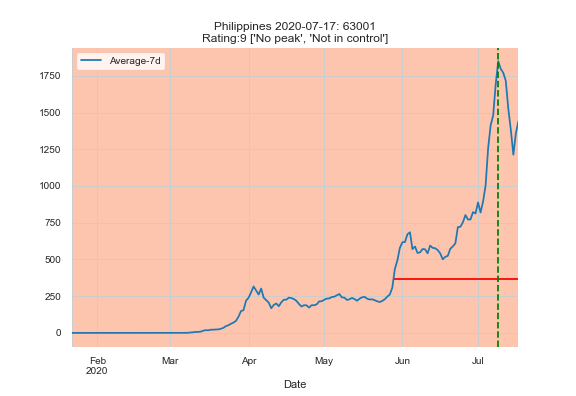 Philippines 2020-07-17: 63001
Rating:9 ['No peak', 'Not in control']
Average-7d
1750
1500
1250
1000
750
500
250
0
Feb Mar Apr May Jun Jul
2020
Date